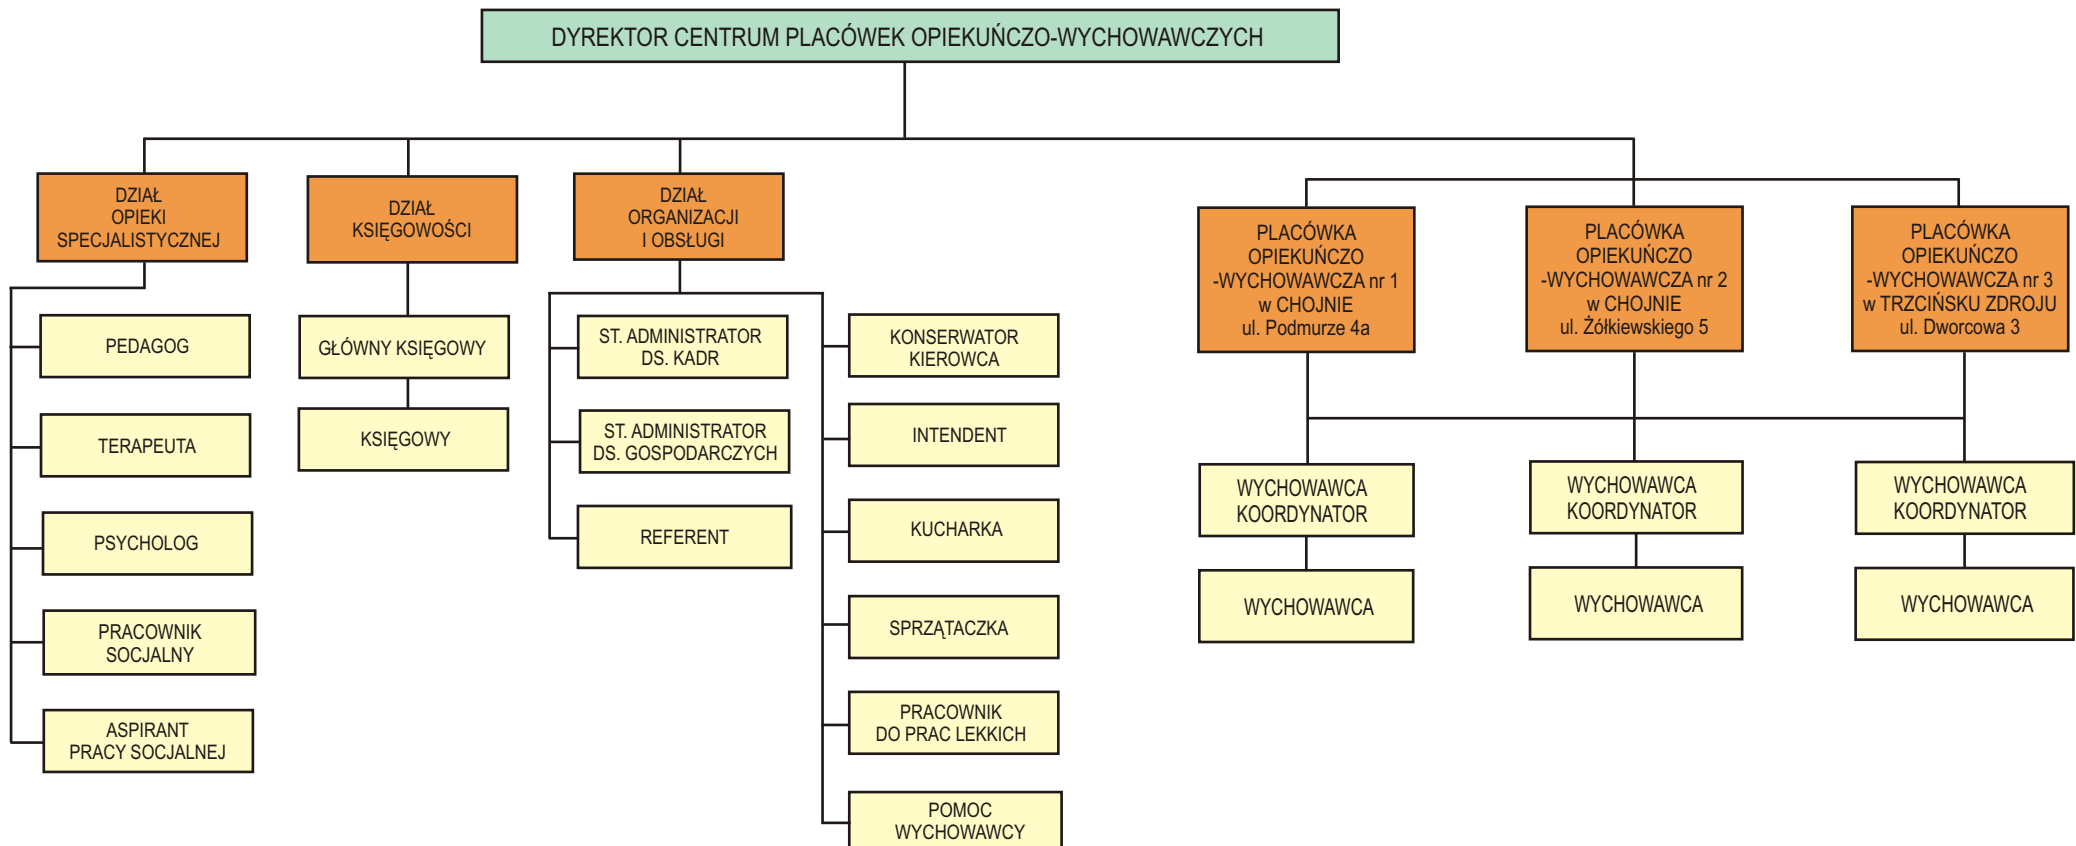 DYREKTOR CENTRUM PLACÓWEK OPIEKUŃCZO-WYCHOWAWCZYCH
DZIAŁ
OPIEKI
SPECJALISTYCZNEJ
PEDAGOG
TERAPEUTA
PSYCHOLOG
PRACOWNIK
SOCJALNY
ASPIRANT
PRACY SOCJALNEJ
DZIAŁ
KSIĘGOWOŚCI
GŁÓWNY KSIĘGOWY
KSIĘGOWY
DZIAŁ
ORGANIZACJI
I OBSŁUGI
ST. ADMINISTRATOR
DS. KADR
ST. ADMINISTRATOR
DS. GOSPODARCZYCH
REFERENT
KONSERWATOR
KIEROWCA
INTENDENT
KUCHARKA
SPRZĄTACZKA
PRACOWNIK
DO PRAC LEKKICH
POMOC
WYCHOWAWCY
PLACÓWKA
OPIEKUŃCZO
-WYCHOWAWCZA nr 1
w CHOJNIE
ul. Podmurze 4a
WYCHOWAWCA
KOORDYNATOR
WYCHOWAWCA
PLACÓWKA
OPIEKUŃCZO
-WYCHOWAWCZA nr 2
w CHOJNIE
ul. Żółkiewskiego 5
WYCHOWAWCA
KOORDYNATOR
WYCHOWAWCA
PLACÓWKA
OPIEKUŃCZO
-WYCHOWAWCZA nr 3
w TRZCIŃSKU ZDROJU
ul. Dworcowa 3
WYCHOWAWCA
KOORDYNATOR
WYCHOWAWCA